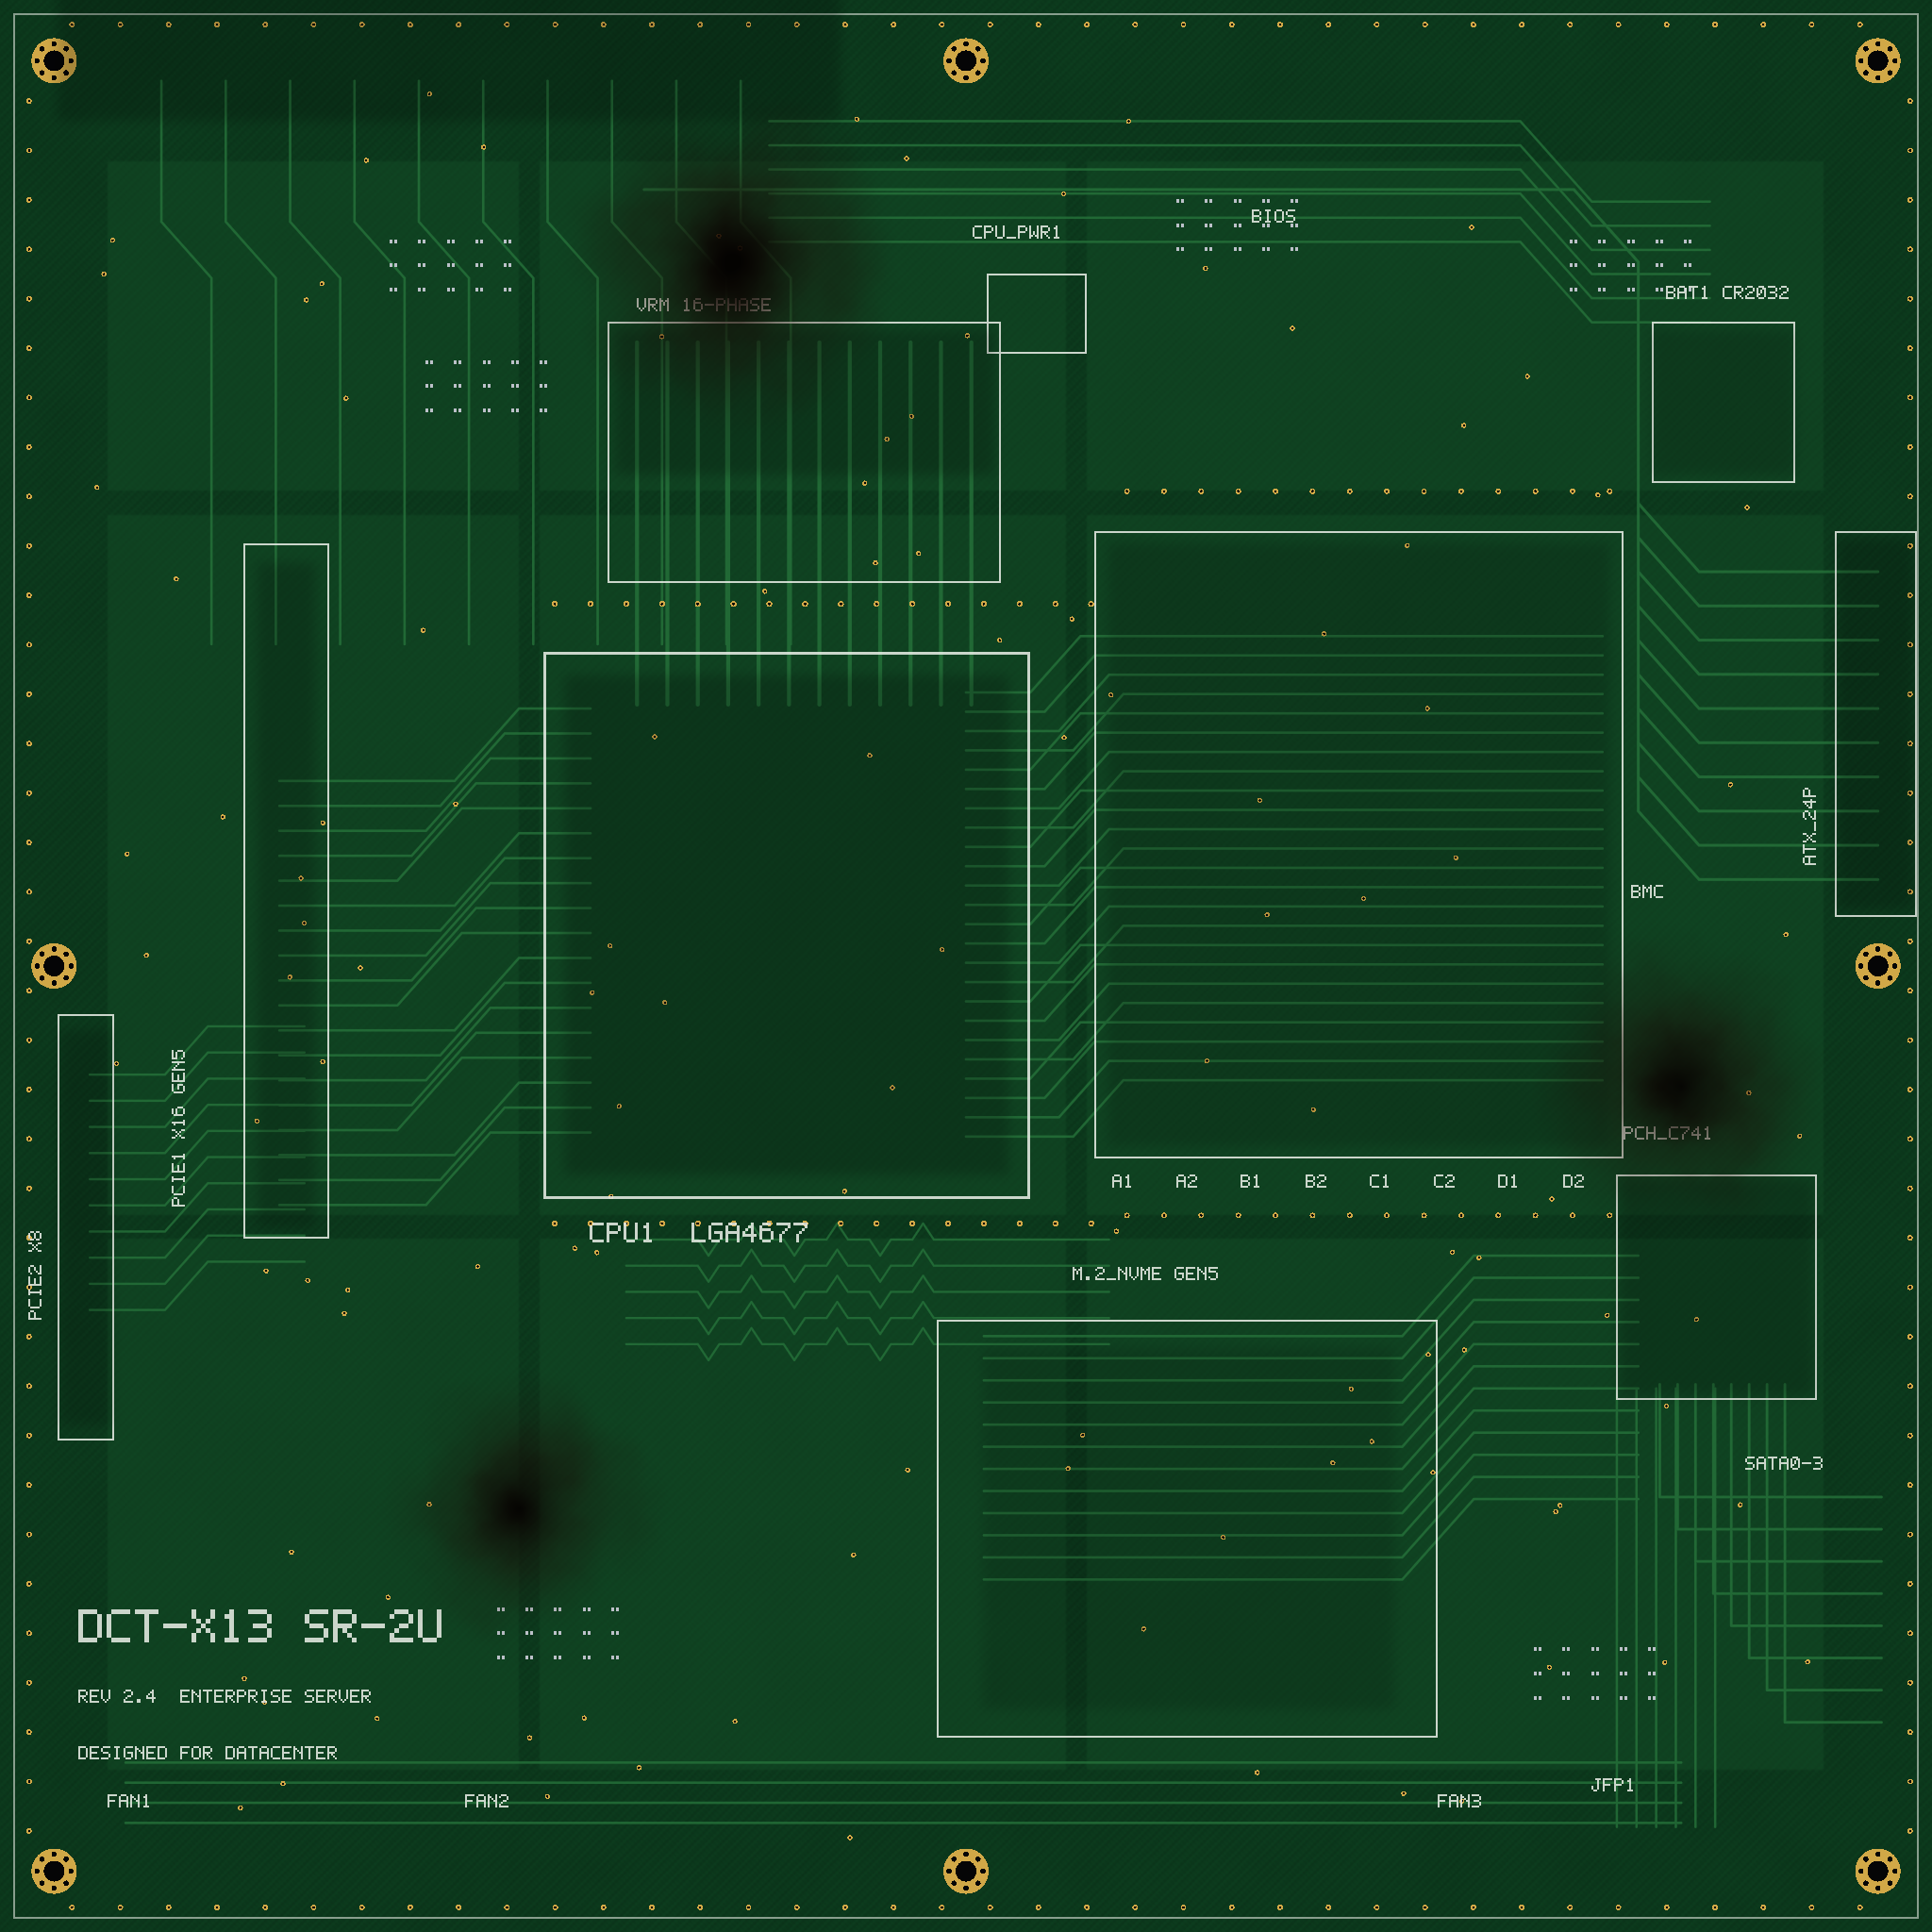 BIOS
CPU_PWR1
BAT1 CR2032
VRM 16-PHASE
ATX_24P
BMC
PCIE1 X16 GEN5
PCH_C741
A1 A2 B1 B2 C1 C2 D1 D2
CPU1 LGA4677
PCIE2 X8
M.2_NVME GEN5
SATA0-3
DCT-X13 SR-2U
REV 2.4 ENTERPRISE SERVER
DESIGNED FOR DATACENTER
JFP1
FAN1 FAN2 FAN3